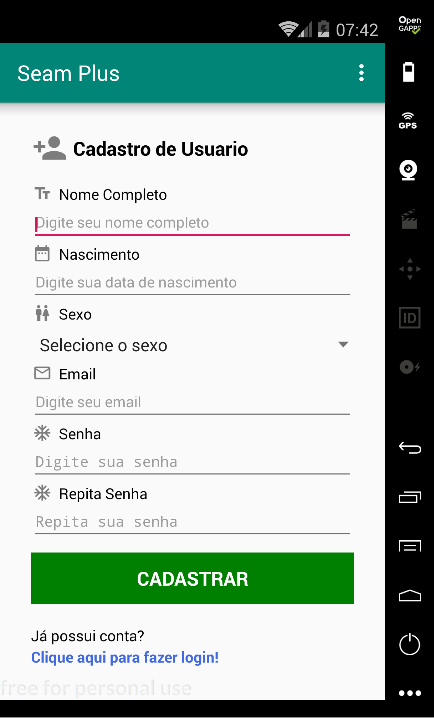 07:42
Open
GAPPS
Seam Plus
GPS
Cadastro de Usuario
Nome Completo
Digite seu nome completo
Nascimento
Digite sua data de nascimento
Sexo
Selecione o sexo
ID
Email
Digite seu email
Senha
Digite sua senha
Repita Senha
Repita sua senha
CADASTRAR
Já possui conta?
Clique aqui para fazer login!
free for personal use